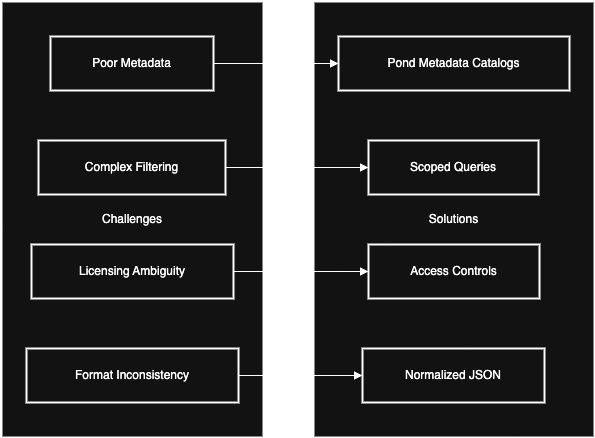 Poor Metadata
Pond Metadata Catalogs
Complex Filtering
Scoped Queries
Challenges
Solutions
Licensing Ambiguity
Access Controls
Format Inconsistency
Normalized JSON